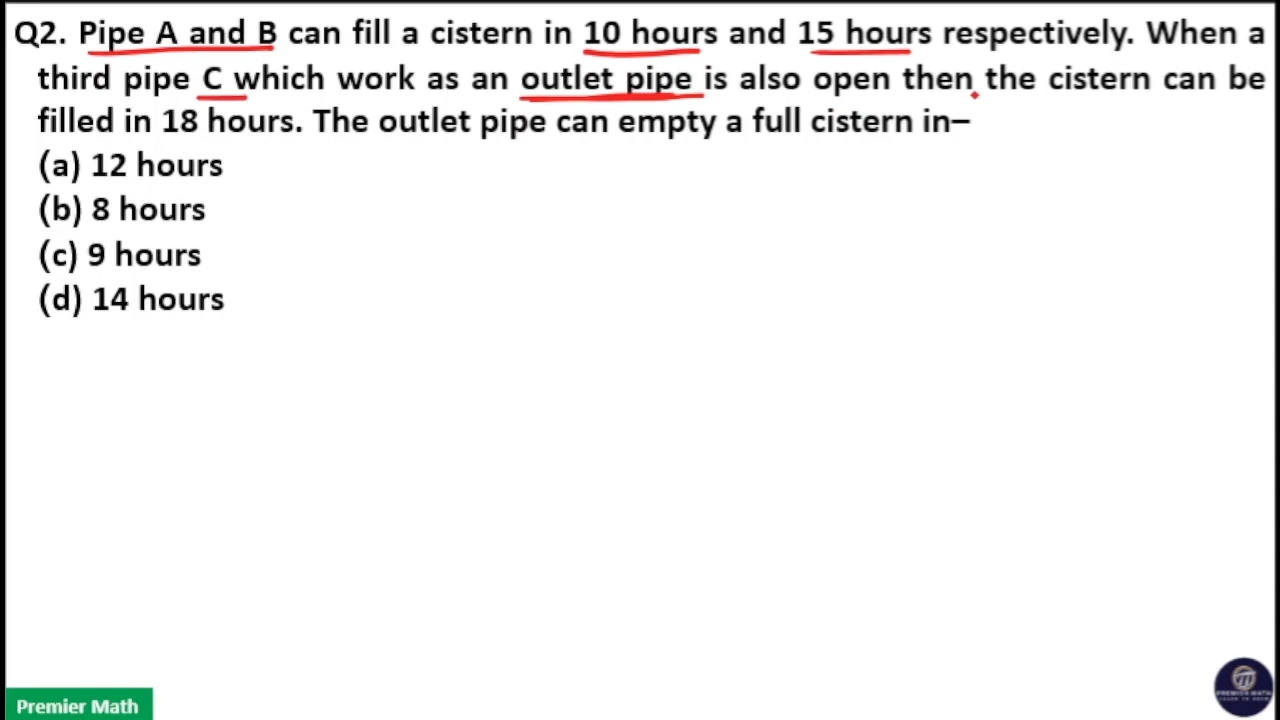 Q2. Pipe A and B can fill a cistern in 10 hours and 15 hours respectively. When a
third pipe C which work as an outlet pipe is also open then the cistern can be
filled in 18 hours. The outlet pipe can empty a full cistern in–
(a) 12 hours
(b) 8 hours
(c) 9 hours
(d) 14 hours
Premier Math
PREMIER MATH